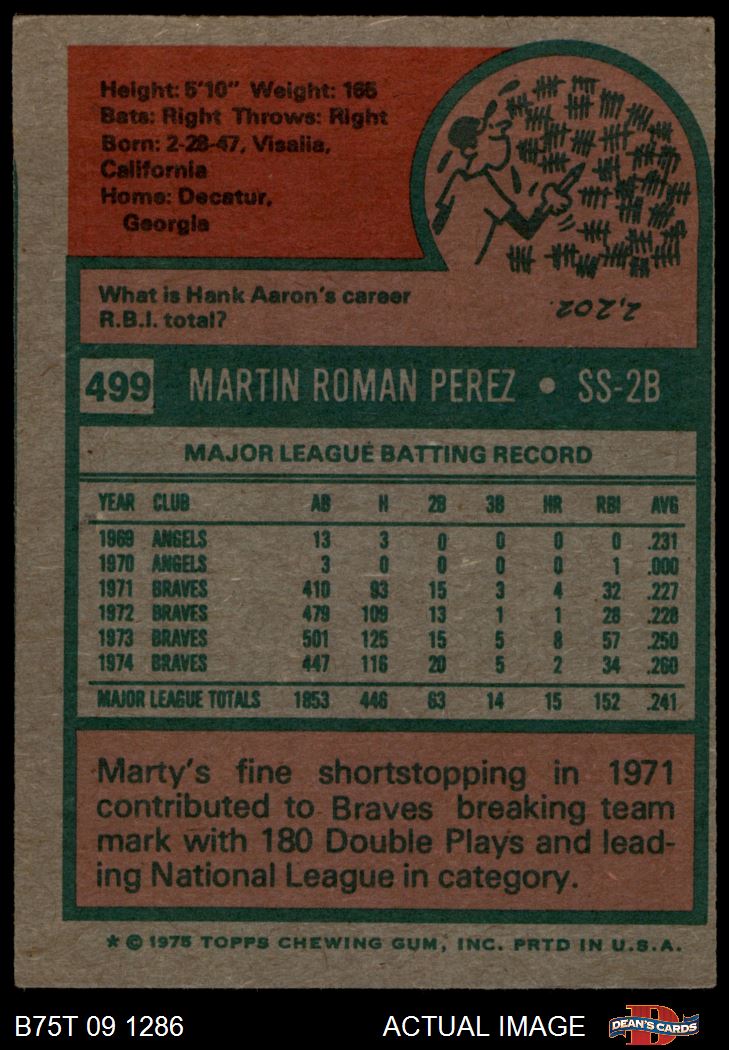 Height: 5'10" Weight: 165
Bats: Right Throws: Right
Born: 2-28-47, Visalia,
California
Home: Decatur,
Georgia
What is Hank Aaron's career
R.B.I. total?
2,202.
499 MARTIN ROMAN PEREZ • SS-2B
MAJOR LEAGUE BATTING RECORD
YEAR CLUB AB H 2B 3B HR RBI AVG
1969 ANGELS 13 3 0 0 0 0 .231
1970 ANGELS 3 0 0 0 0 1 .000
1971 BRAVES 410 93 15 3 4 32 .227
1972 BRAVES 479 109 13 1 1 28 .228
1973 BRAVES 501 125 15 5 8 57 .250
1974 BRAVES 447 116 20 5 2 34 .260
MAJOR LEAGUE TOTALS 1853 446 63 14 15 152 .241
Marty's fine shortstopping in 1971
contributed to Braves breaking team
mark with 180 Double Plays and lead-
ing National League in category.
* © 1975 TOPPS CHEWING GUM, INC. PRTD IN U.S.A.
B75T 09 1286 ACTUAL IMAGE D DEAN'S CARDS